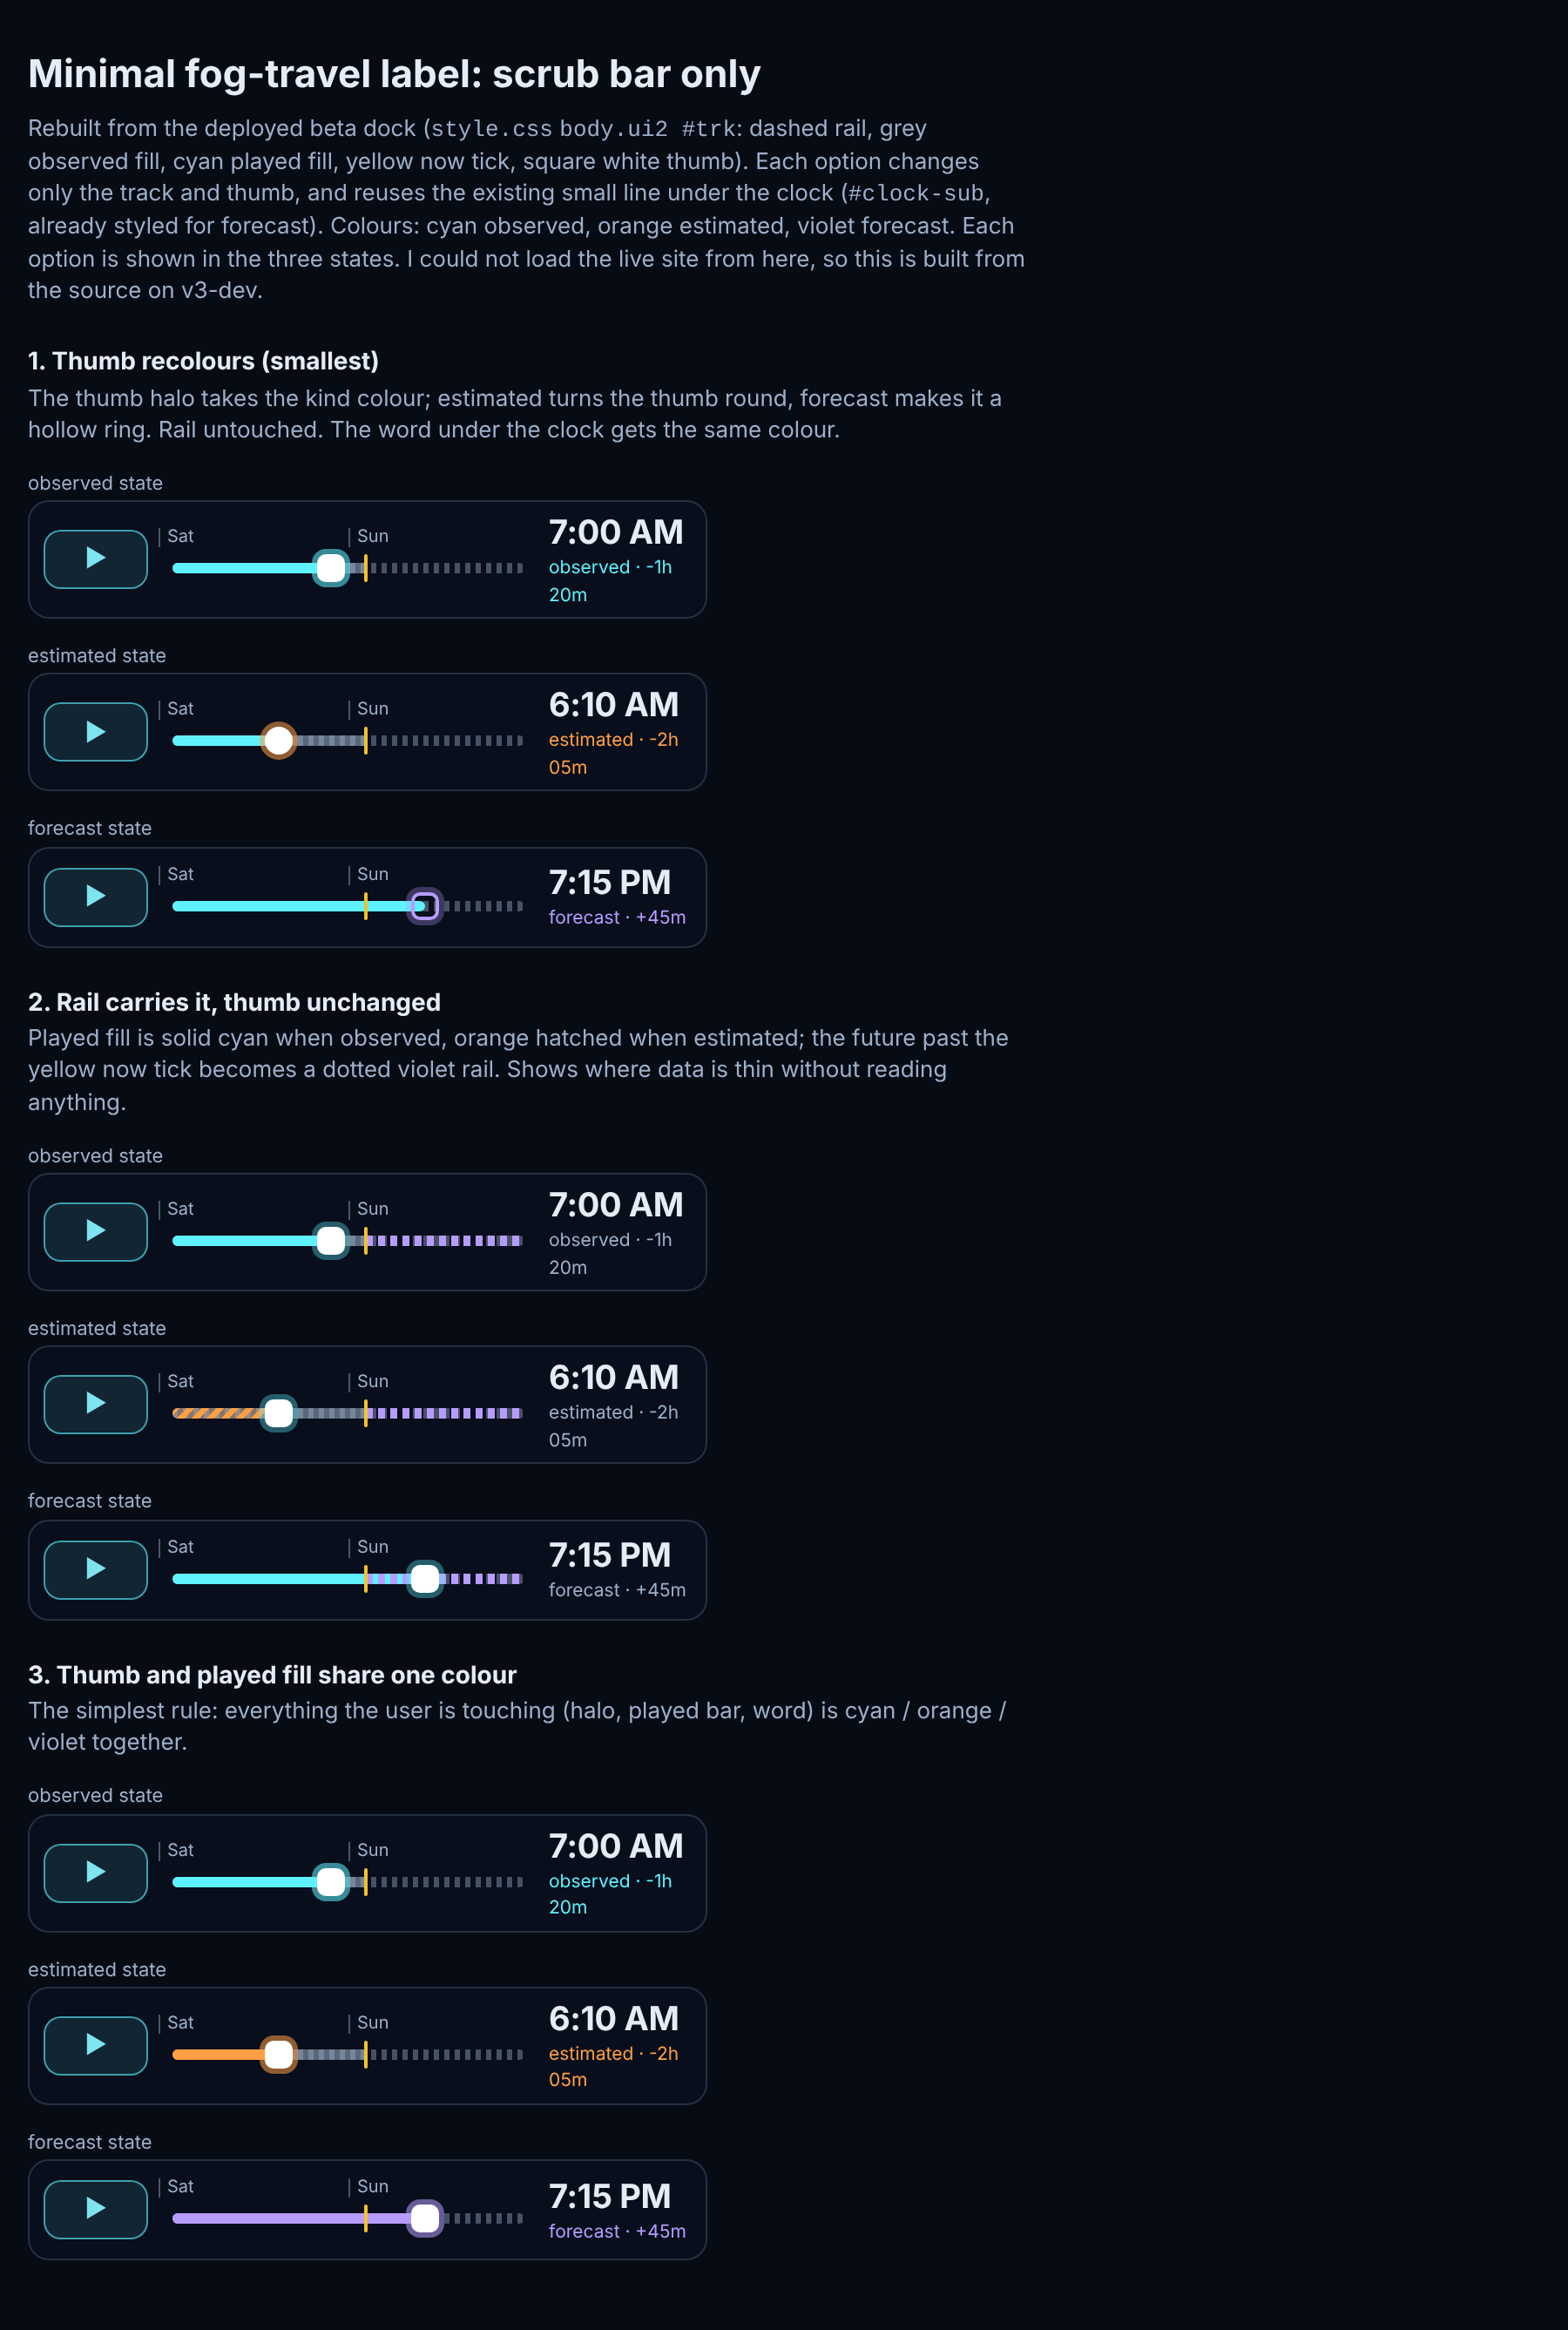 Minimal fog-travel label: scrub bar only
Rebuilt from the deployed beta dock (style.css body.ui2 #trk: dashed rail, grey
observed fill, cyan played fill, yellow now tick, square white thumb). Each option changes
only the track and thumb, and reuses the existing small line under the clock (#clock-sub,
already styled for forecast). Colours: cyan observed, orange estimated, violet forecast. Each
option is shown in the three states. I could not load the live site from here, so this is built from
the source on v3-dev.
1. Thumb recolours (smallest)
The thumb halo takes the kind colour; estimated turns the thumb round, forecast makes it a
hollow ring. Rail untouched. The word under the clock gets the same colour.
observed state
Sat
Sun
7:00 AM
observed · -1h
20m
estimated state
Sat
Sun
6:10 AM
estimated · -2h
05m
forecast state
Sat
Sun
7:15 PM
forecast · +45m
2. Rail carries it, thumb unchanged
Played fill is solid cyan when observed, orange hatched when estimated; the future past the
yellow now tick becomes a dotted violet rail. Shows where data is thin without reading
anything.
observed state
Sat
Sun
7:00 AM
observed · -1h
20m
estimated state
Sat
Sun
6:10 AM
estimated · -2h
05m
forecast state
Sat
Sun
7:15 PM
forecast · +45m
3. Thumb and played fill share one colour
The simplest rule: everything the user is touching (halo, played bar, word) is cyan / orange /
violet together.
observed state
Sat
Sun
7:00 AM
observed · -1h
20m
estimated state
Sat
Sun
6:10 AM
estimated · -2h
05m
forecast state
Sat
Sun
7:15 PM
forecast · +45m